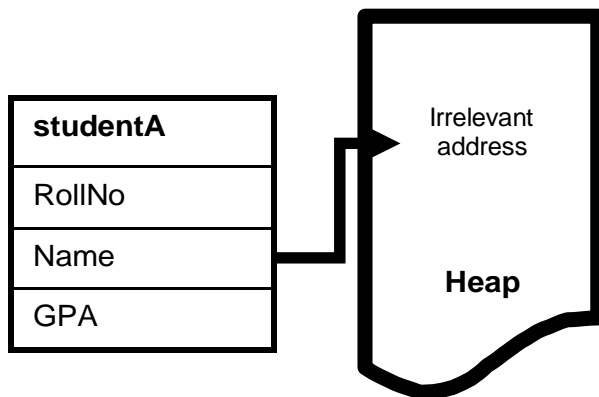 studentA
RollNo
Name
GPA
Irrelevant
address
Heap